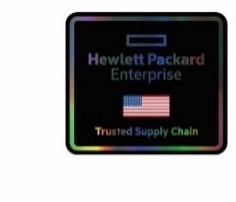 Hewlett Packard
Enterprise
Trusted Supply Chain